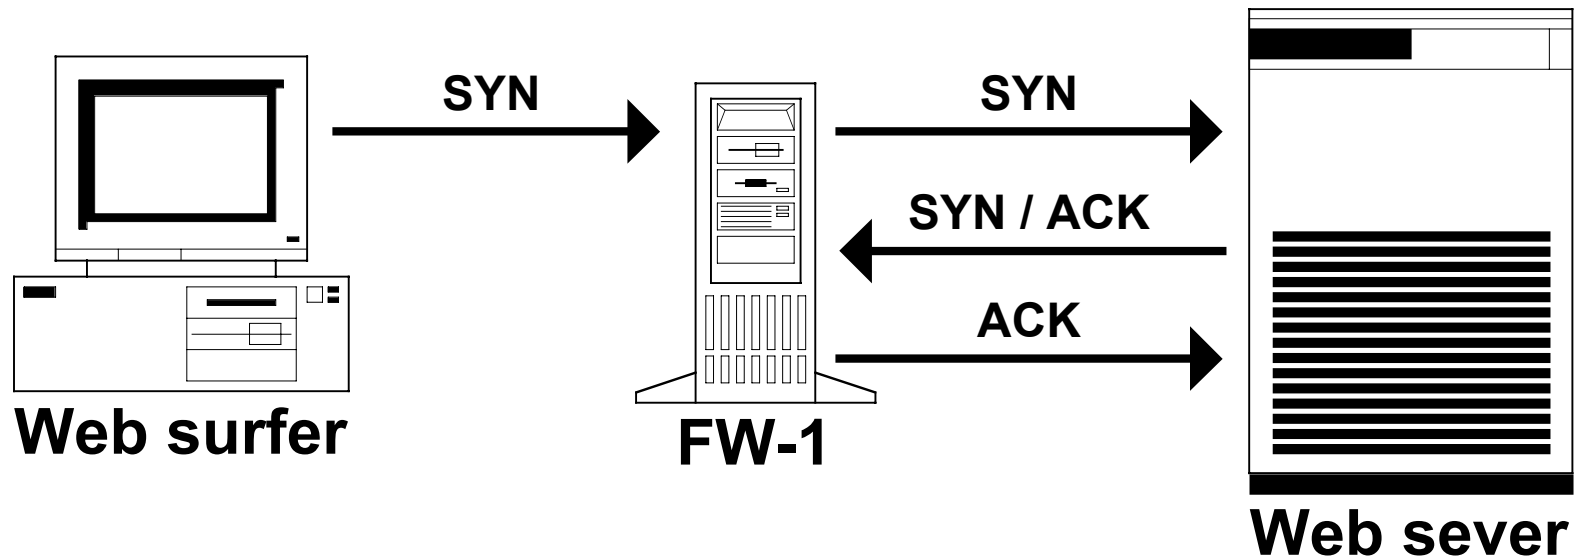 SYN
SYN
SYN / ACK
ACK
Web surfer
FW-1
Web sever